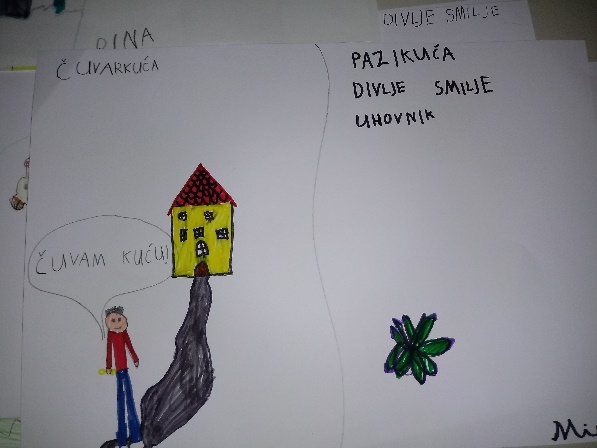 DINA
DIVLJE SMILJE
ČUVARKUĆA
ČUVAM KUĆU!
PAZIKUĆA
DIVLJE SMILJE
UHOVNIK